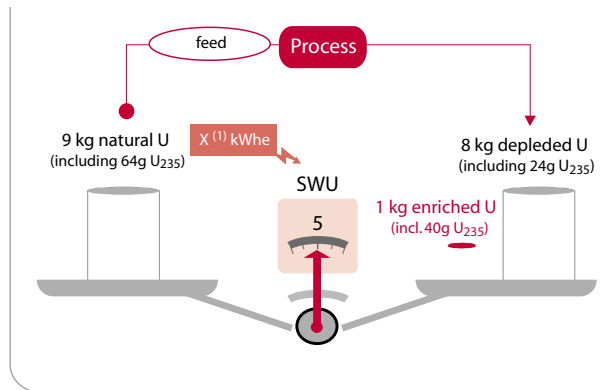 feed
Process
9 kg natural U
(including 64g U235)
X (1) kWhe
8 kg depleded U
(including 24g U235)
SWU
5
1 kg enriched U
(incl. 40g U235)